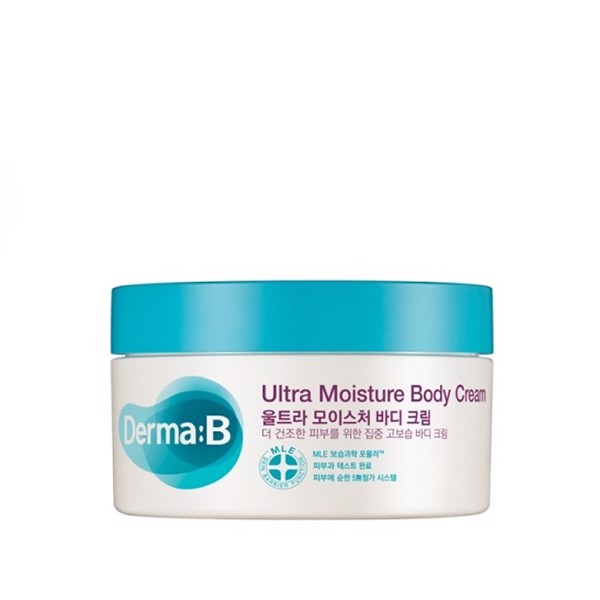 Derma:B
Ultra Moisture Body Cream
울트라 모이스처 바디 크림
더 건조한 피부를 위한 집중 고보습 바디 크림
MLE
SKIN BARRIER FUNCTION
MLE 보습과학 포뮬러™
피부과 테스트 완료
피부에 순한 5無첨가 시스템